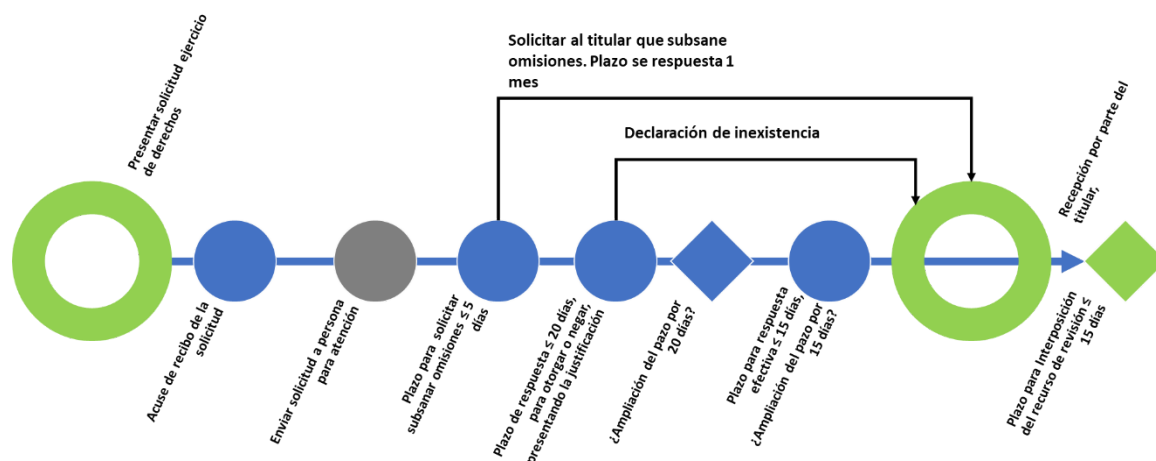 Presentar solicitud ejercicio
de derechos
Acuse de recibo de la
solicitud
Enviar solicitud a persona
para atención
Solicitar al titular que subsane
omisiones. Plazo se respuesta 1
mes
Plazo para solicitar
subsanar omisiones ≤ 5
días
Declaración de inexistencia
Plazo de respuesta ≤ 20 días,
para otorgar o negar,
presentando la justificación
¿Ampliación del pazo por
20 días?
Plazo para respuesta
efectiva ≤ 15 días,
¿Ampliación del pazo por
15 días?
Recepción por parte del
titular,
Plazo para Interposición
del recurso de revisión ≤
15 días